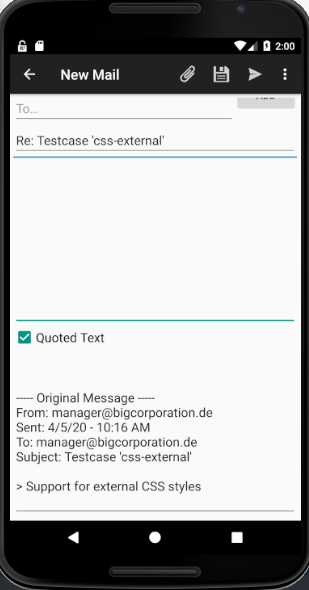 2:00
New Mail
To...
Re: Testcase 'css-external'
Quoted Text
----- Original Message -----
From: manager@bigcorporation.de
Sent: 4/5/20 - 10:16 AM
To: manager@bigcorporation.de
Subject: Testcase 'css-external'
> Support for external CSS styles